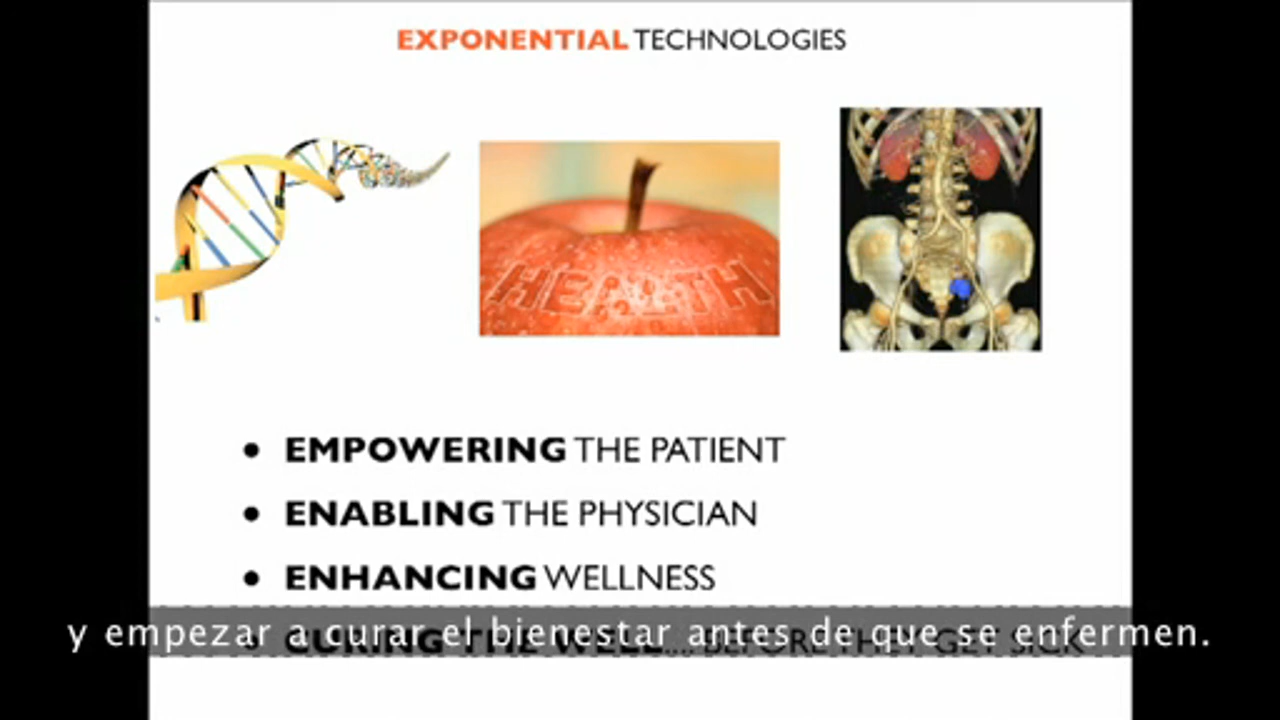 EXPONENTIAL TECHNOLOGIES
HEALTH
• EMPOWERING THE PATIENT
• ENABLING THE PHYSICIAN
• ENHANCING WELLNESS
• CURING THE WELL.... BEFORE THEY GET SICK
y empezar a curar el bienestar antes de que se enfermen.